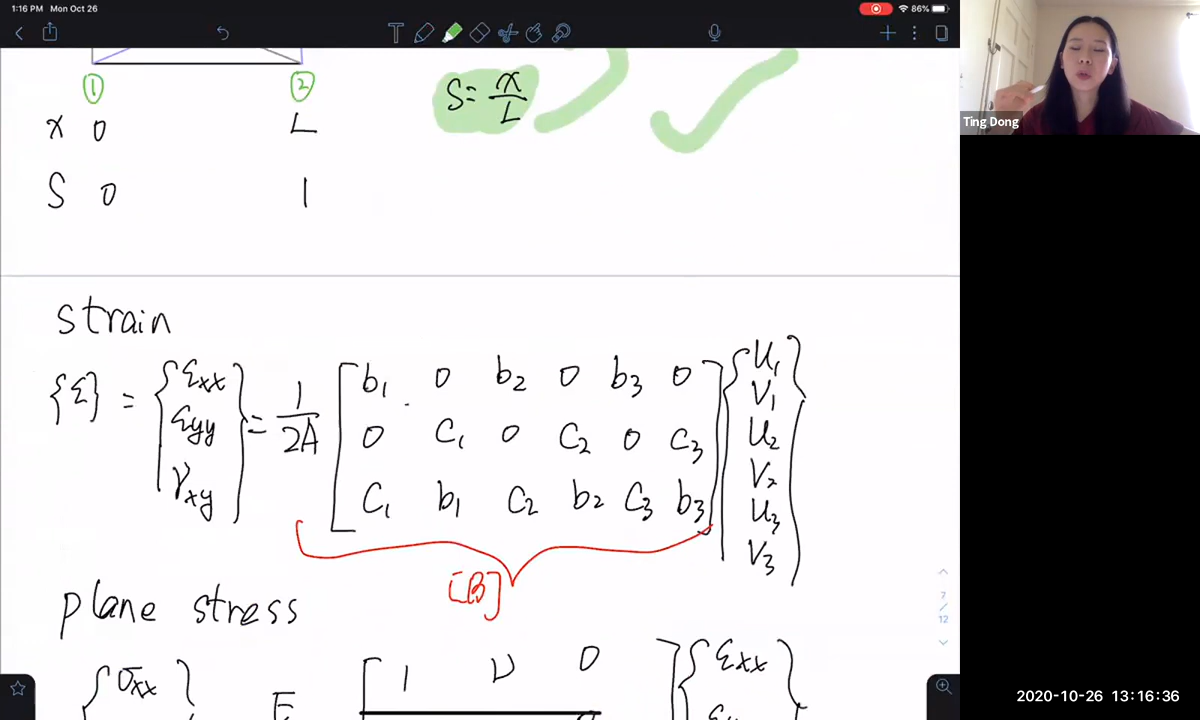 1:16 PM Mon Oct 26
86%
① ②
S = x/L
x 0 L
S 0 1
Ting Dong
strain
{ε} = {εxx εyy γxy} = 1/2A [b1 0 b2 0 b3 0
0 c1 0 c2 0 c3
c1 b1 c2 b2 c3 b3] {u1 v1 u2 v2 u3 v3}
[B]
7 / 12
plane stress
{σxx E [1 ν 0] {εxx
2020-10-26 13:16:36